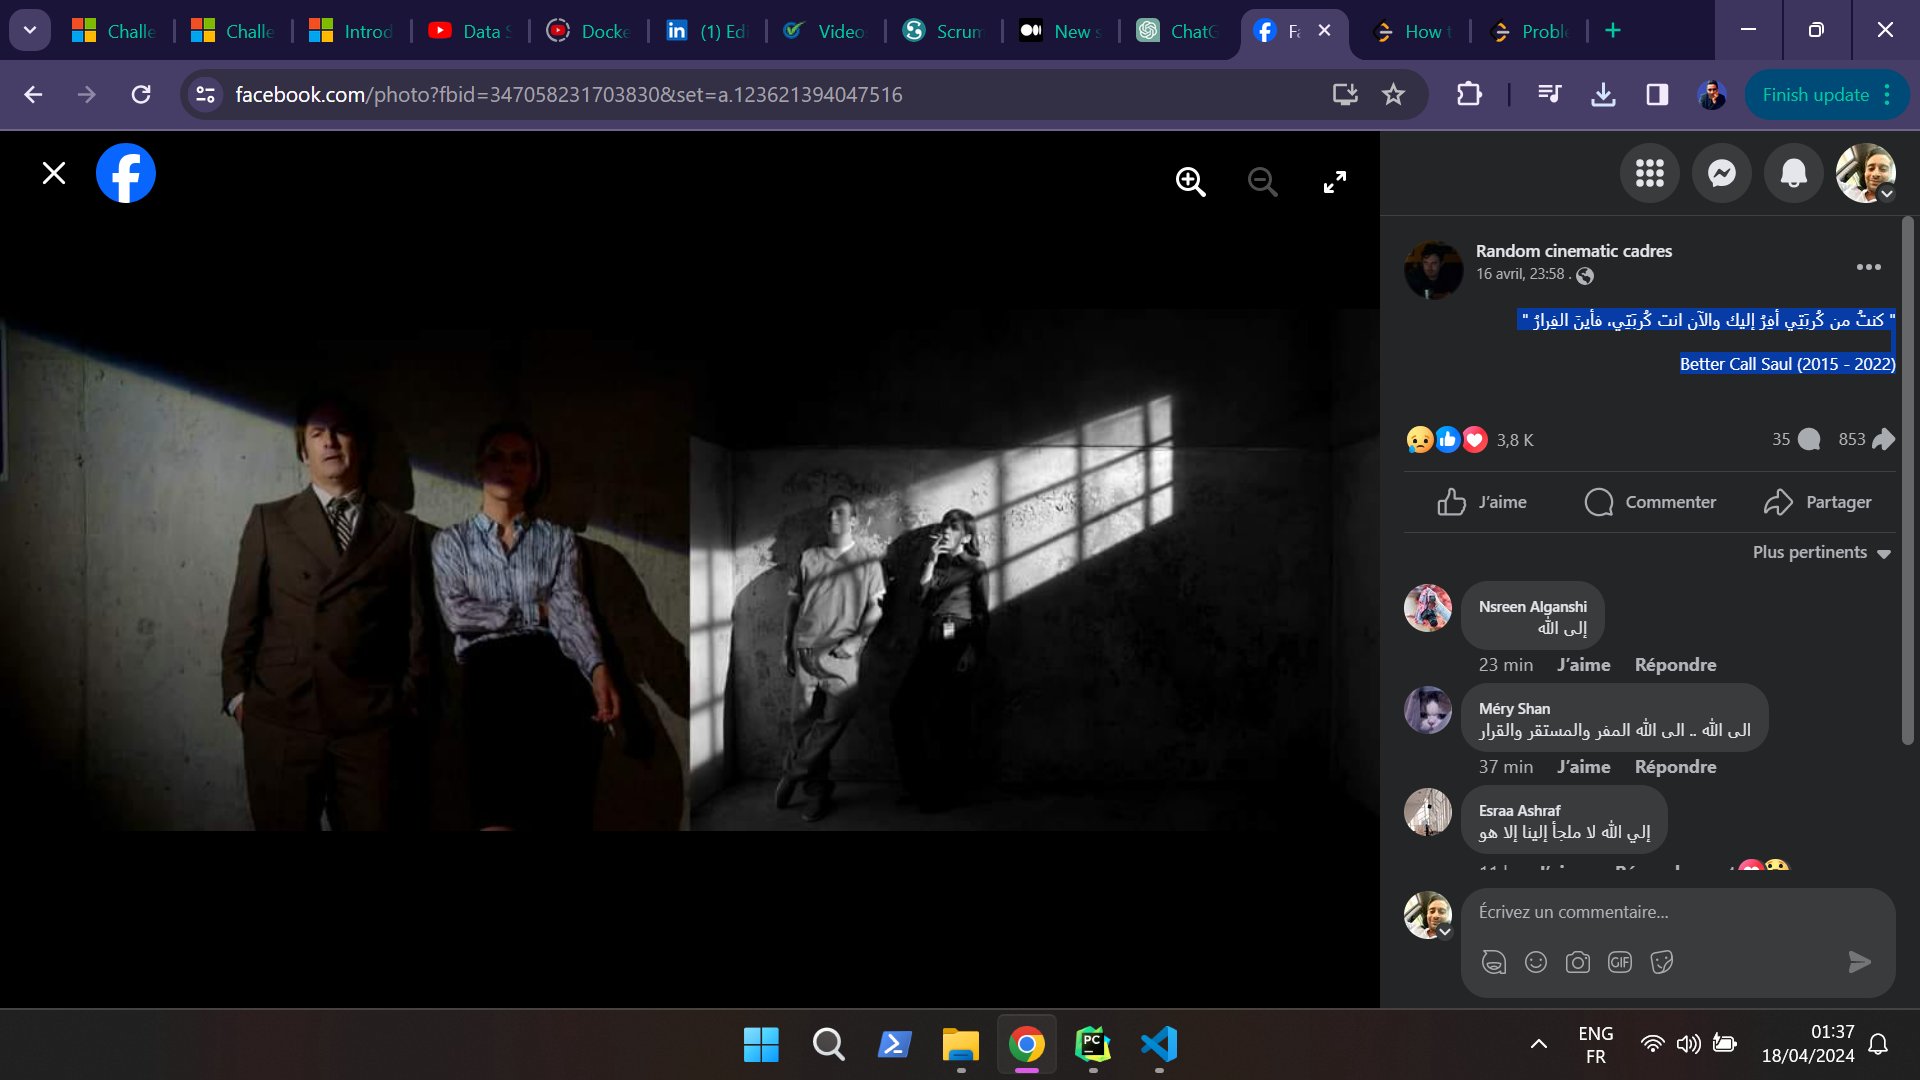 Challe
Challe
Introd
Data S
Docke
(1) Ed
Video
Scrum
New s
ChatG
Fa
How t
Proble
facebook.com/photo?fbid=347058231703830&set=a.123621394047516
Finish update
Random cinematic cadres
16 avril, 23:58 .
" كنتُ من كُربَتِي أفِرُ إليك والآن انتَ كُربَتِي، فأينَ الفِرارُ "
Better Call Saul (2015 - 2022)
3,8 K
35
853
J’aime
Commenter
Partager
Plus pertinents
Nsreen Alganshi
إلى الله
23 min J’aime Répondre
Méry Shan
الى الله .. الى الله المفر والمستقر والقرار
37 min J’aime Répondre
Esraa Ashraf
إلي الله لا ملجأ إلينا إلا هو
Écrivez un commentaire...
GIF
PC
ENG
FR
01:37
18/04/2024